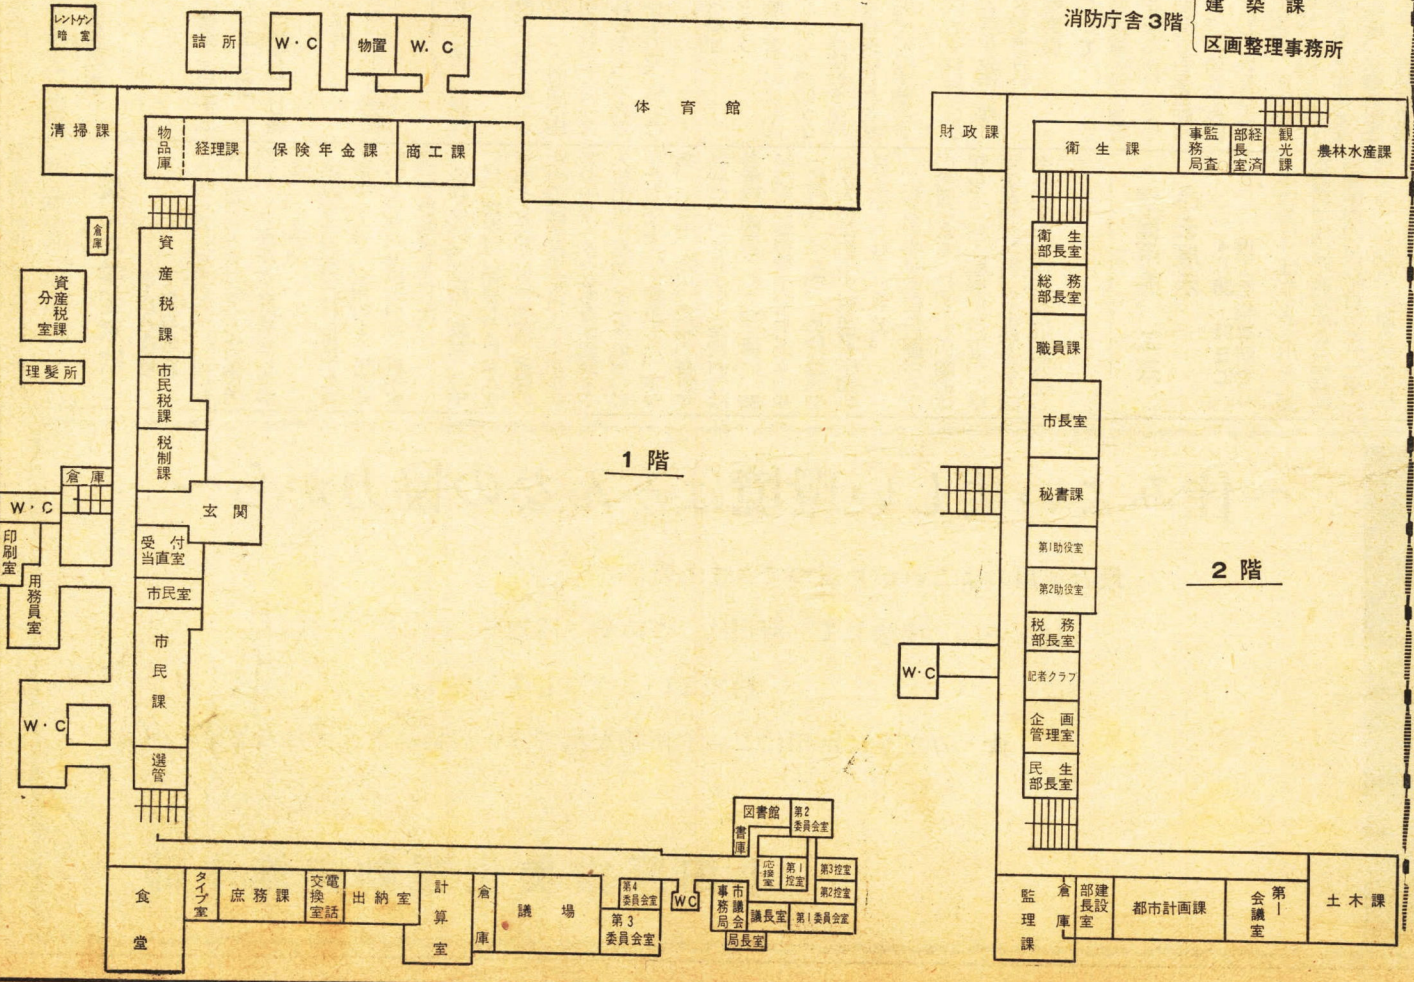 消防庁舎3階
建築課
区画整理事務所
レントゲン
暗室
詰所
W・C
物置
W.C
体育館
清掃課
物品庫
経理課
保険年金課
商工課
倉庫
資産税課
資産税課
分室
理髪所
市民税課
税制課
倉庫
W・C
玄関
印刷室
用務員室
受付
当直室
市民室
市民課
W・C
選管
1階
食堂
タイプ室
庶務課
電話
交換室
出納室
計算室
倉庫
議場
第4
委員会室
第3
委員会室
WC
図書館
第2
委員会室
書庫
応接室
第1
控室
第3控室
第2控室
市議会
事務局
議長室
第1委員会室
局長室
財政課
衛生課
監査
事務局
経済
部長室
観光課
農林水産課
衛生
部長室
総務
部長室
職員課
市長室
秘書課
第1助役室
第2助役室
税務
部長室
記者クラブ
企画
管理室
民生
部長室
W・C
2階
監理課
倉庫
建設
部長室
都市計画課
第1
会議室
土木課